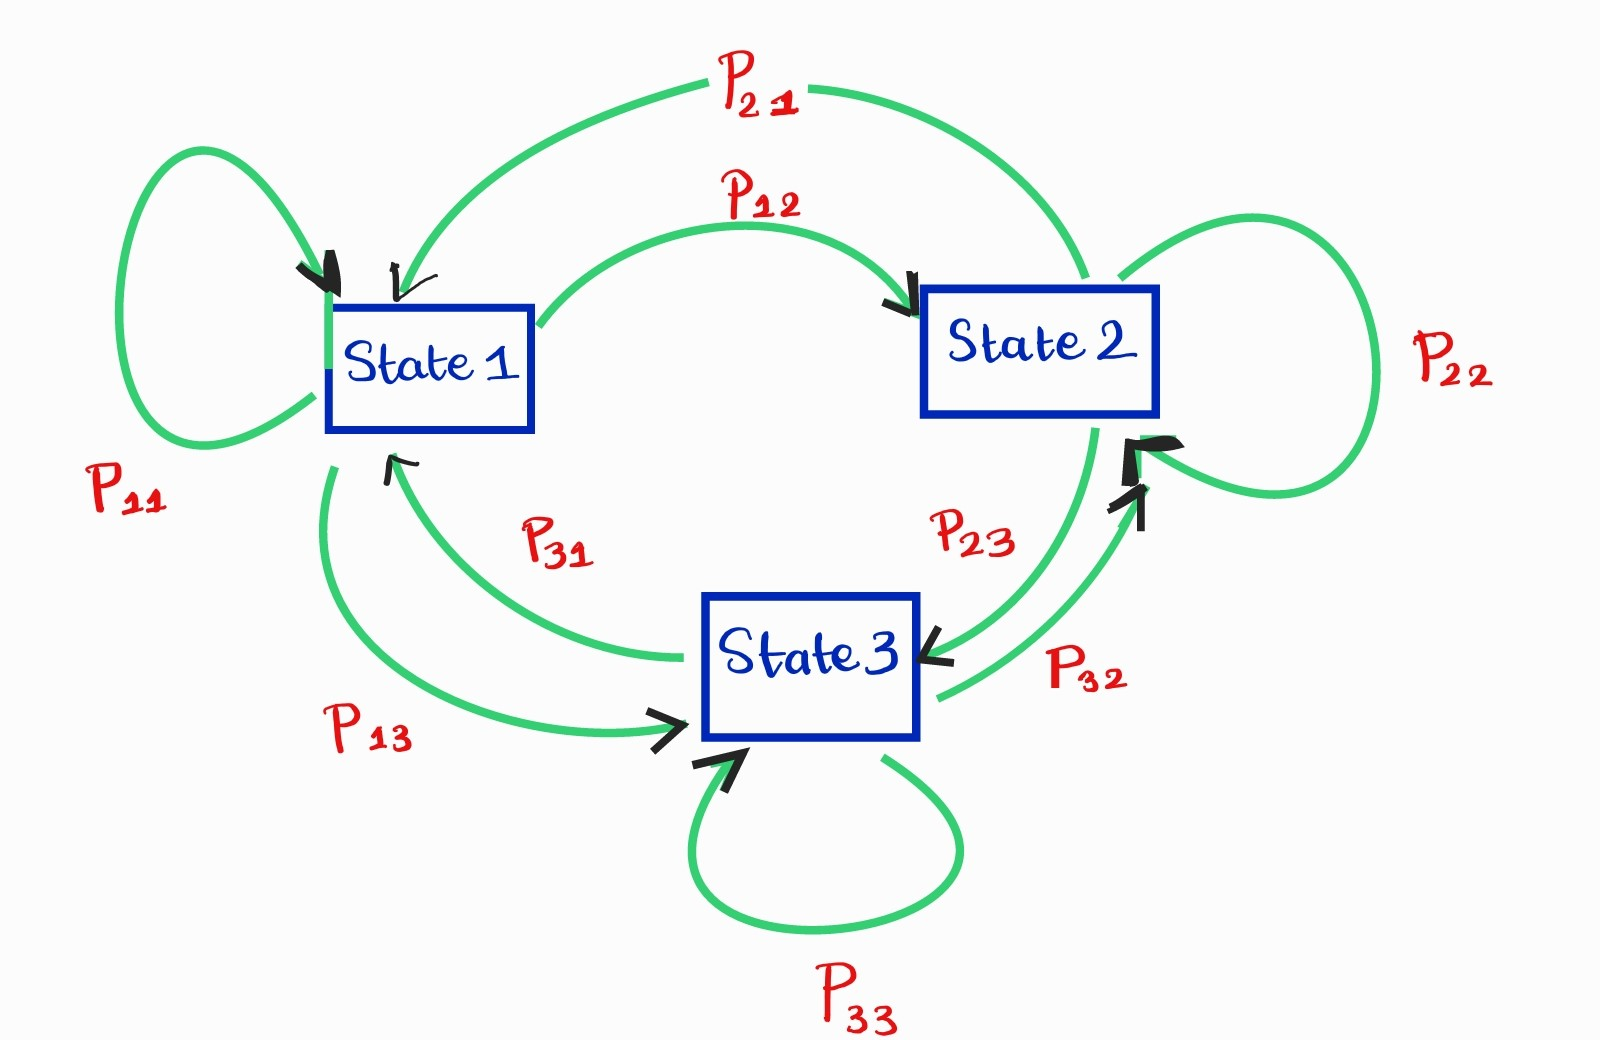 P21
P12
State 1
State 2
P22
P11
P31
P23
State 3
P32
P13
P33